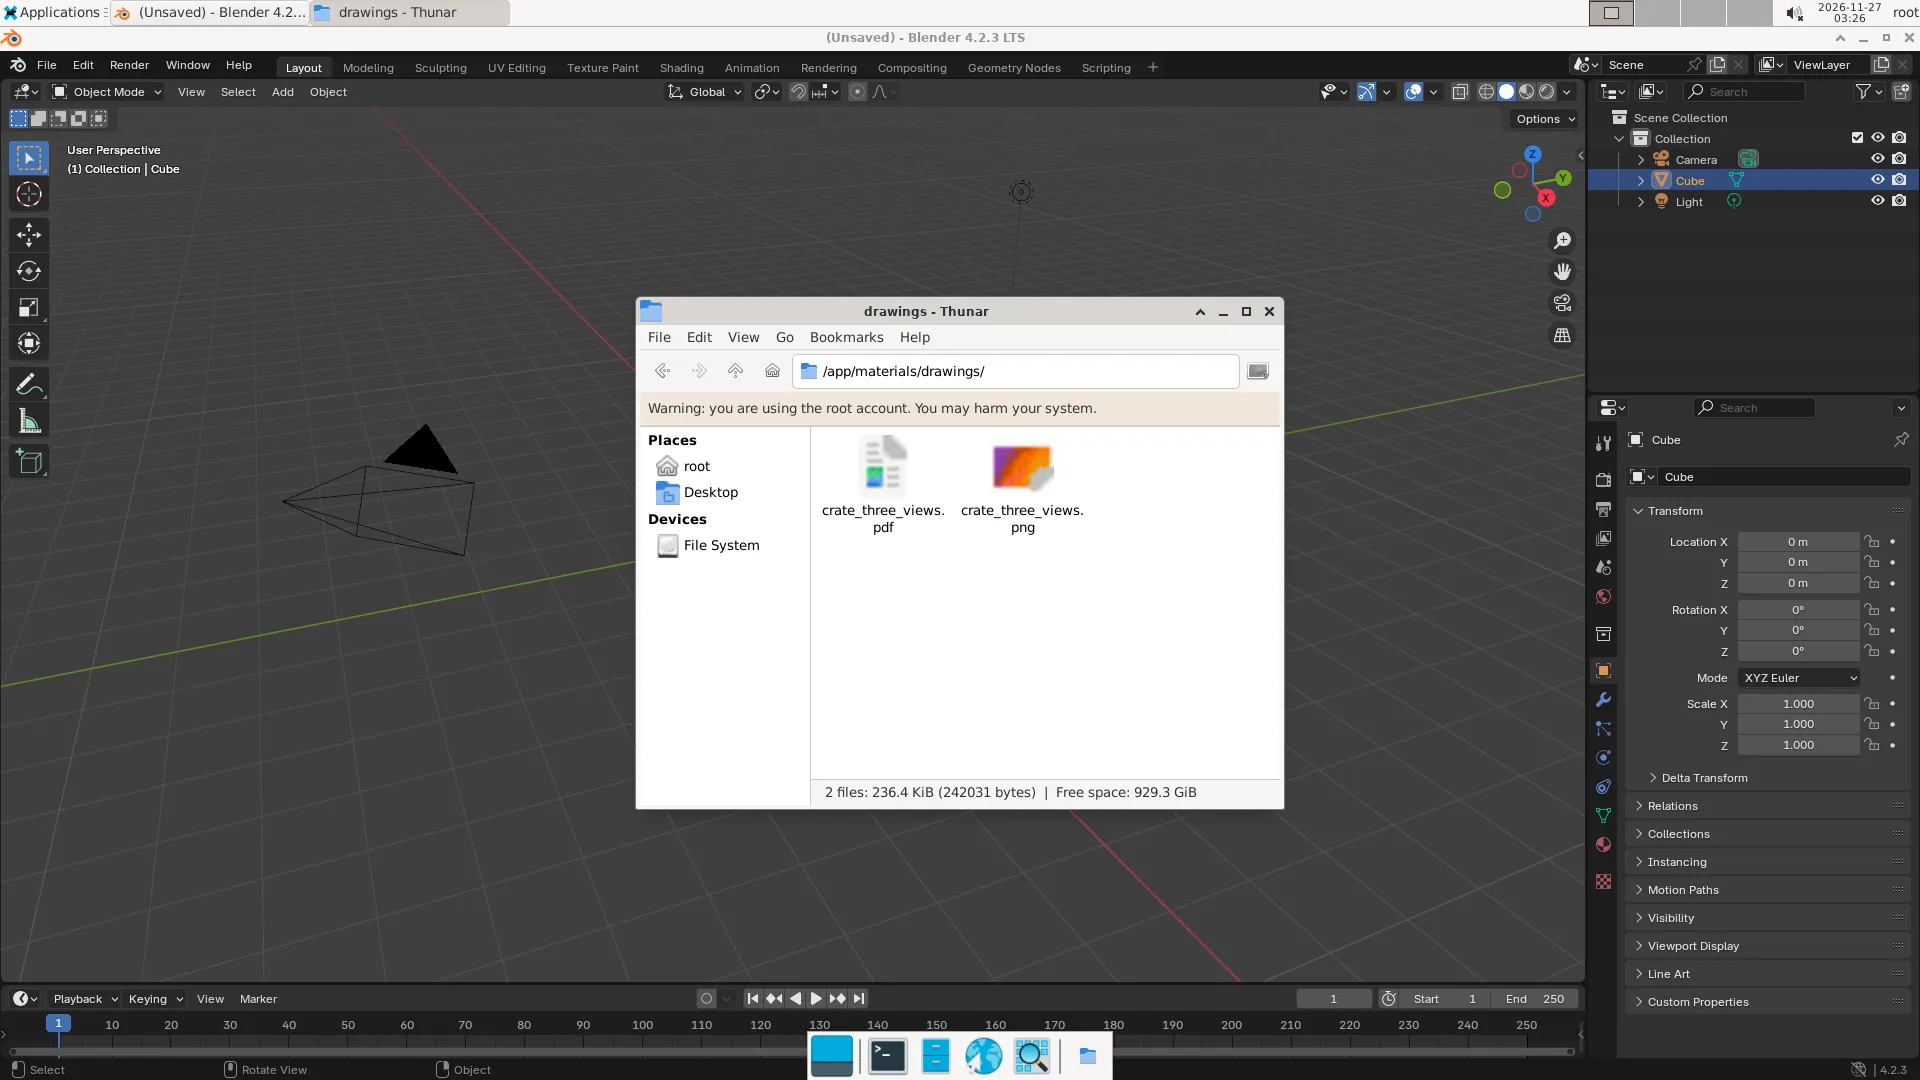 Applications
(Unsaved) - Blender 4.2...
drawings - Thunar
2026-11-27
03:26
root
(Unsaved) - Blender 4.2.3 LTS
File
Edit
Render
Window
Help
Layout
Modeling
Sculpting
UV Editing
Texture Paint
Shading
Animation
Rendering
Compositing
Geometry Nodes
Scripting
Scene
ViewLayer
Object Mode
View
Select
Add
Object
Global
Search
Options
User Perspective
(1) Collection | Cube
Z
Y
X
Scene Collection
Collection
Camera
Cube
Light
drawings - Thunar
File
Edit
View
Go
Bookmarks
Help
/app/materials/drawings/
Warning: you are using the root account. You may harm your system.
Places
root
Desktop
Devices
File System
crate_three_views.
pdf
crate_three_views.
png
2 files: 236.4 KiB (242031 bytes) | Free space: 929.3 GiB
Search
Cube
Cube
Transform
Location X
0 m
Y
0 m
Z
0 m
Rotation X
0°
Y
0°
Z
0°
Mode
XYZ Euler
Scale X
1.000
Y
1.000
Z
1.000
Delta Transform
Relations
Collections
Instancing
Motion Paths
Visibility
Viewport Display
Line Art
Custom Properties
Playback
Keying
View
Marker
1
Start
1
End
250
1
10
20
30
40
50
60
70
80
90
100
110
120
130
140
150
160
170
180
190
200
210
220
230
240
250
Select
Rotate View
Object
4.2.3